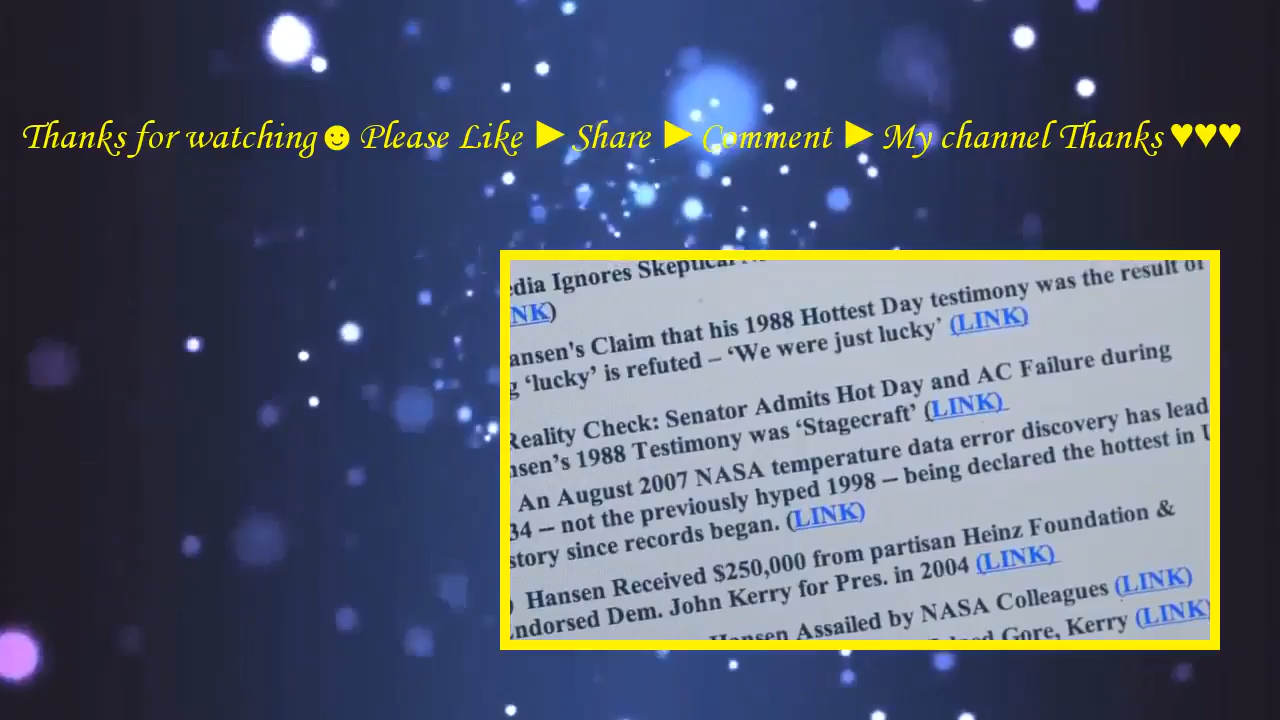 Thanks for watching☻Please Like ► Share ► Comment ► My channel Thanks ♥♥♥
edia Ignores Skeptical
NK)
ansen's Claim that his 1988 Hottest Day testimony was the result of
g ‘lucky’ is refuted – ‘We were just lucky’ (LINK)
Reality Check: Senator Admits Hot Day and AC Failure during
nsen’s 1988 Testimony was ‘Stagecraft’ (LINK)
An August 2007 NASA temperature data error discovery has lead
34 – not the previously hyped 1998 – being declared the hottest in U
story since records began. (LINK)
) Hansen Received $250,000 from partisan Heinz Foundation &
Endorsed Dem. John Kerry for Pres. in 2004 (LINK)
Hansen Assailed by NASA Colleagues (LINK)
Gore, Kerry (LINK)